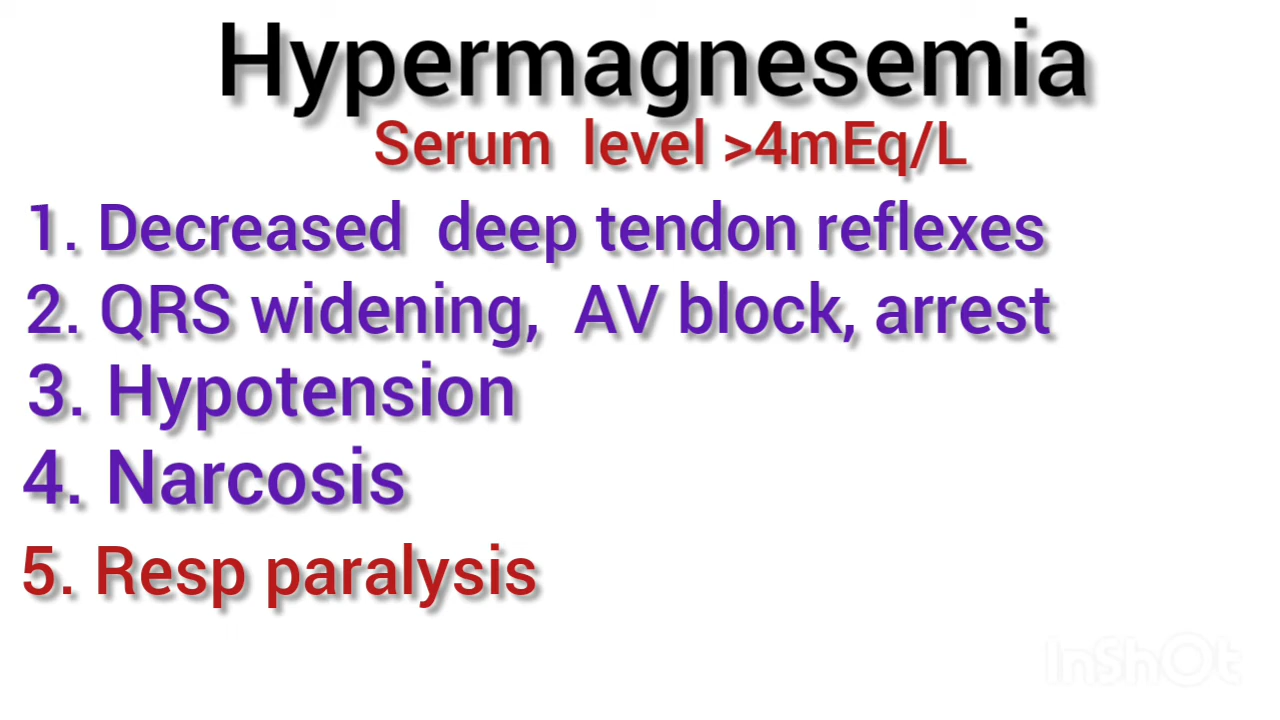 Hypermagnesemia
Serum level >4mEq/L
1. Decreased deep tendon reflexes
2. QRS widening, AV block, arrest
3. Hypotension
4. Narcosis
5. Resp paralysis
InShOt